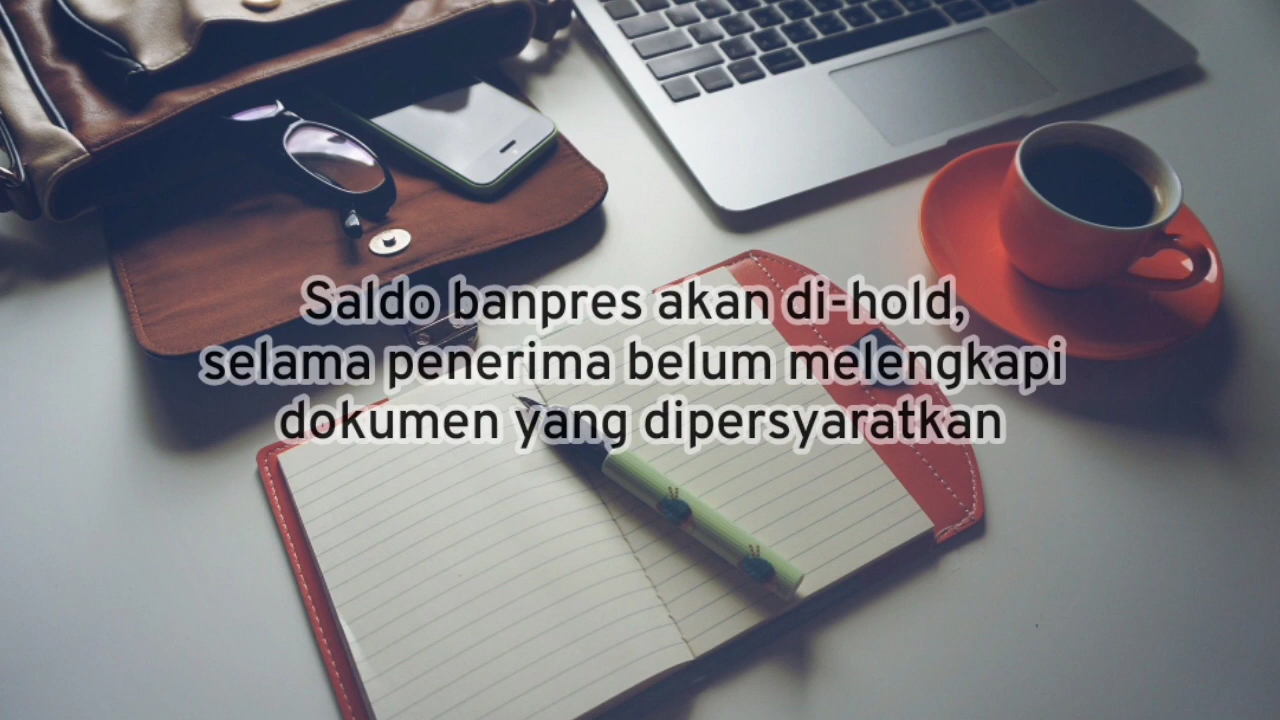 Saldo banpres akan di-hold,
selama penerima belum melengkapi
dokumen yang dipersyaratkan